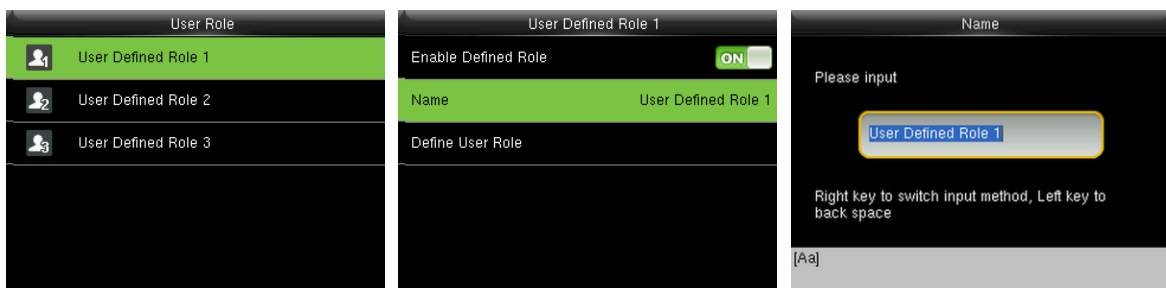 User Role
User Defined Role 1
User Defined Role 2
User Defined Role 3
User Defined Role 1
Enable Defined Role ON
Name User Defined Role 1
Define User Role
Name
Please input
User Defined Role 1
Right key to switch input method, Left key to
back space
[Aa]